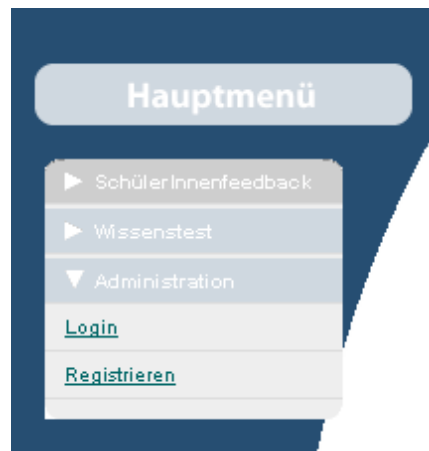 Hauptmenü
SchülerInnenfeedback
Wissenstest
Administration
Login
Registrieren